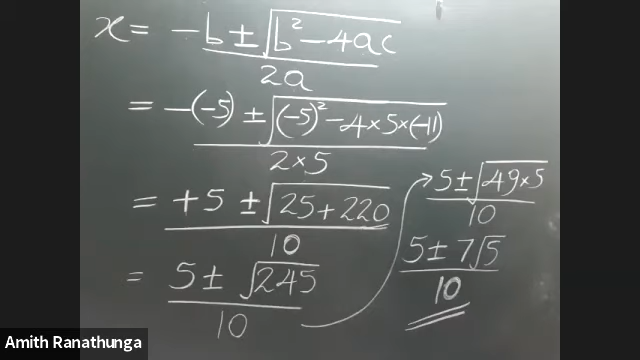 x = (-b ± √(b² - 4ac)) / 2a
= (-(-5) ± √((-5)² - 4×5×(-11))) / (2×5)
= (+5 ± √(25+220)) / 10
= (5 ± √245) / 10
(5 ± √(49×5)) / 10
(5 ± 7√5) / 10
Amith Ranathunga